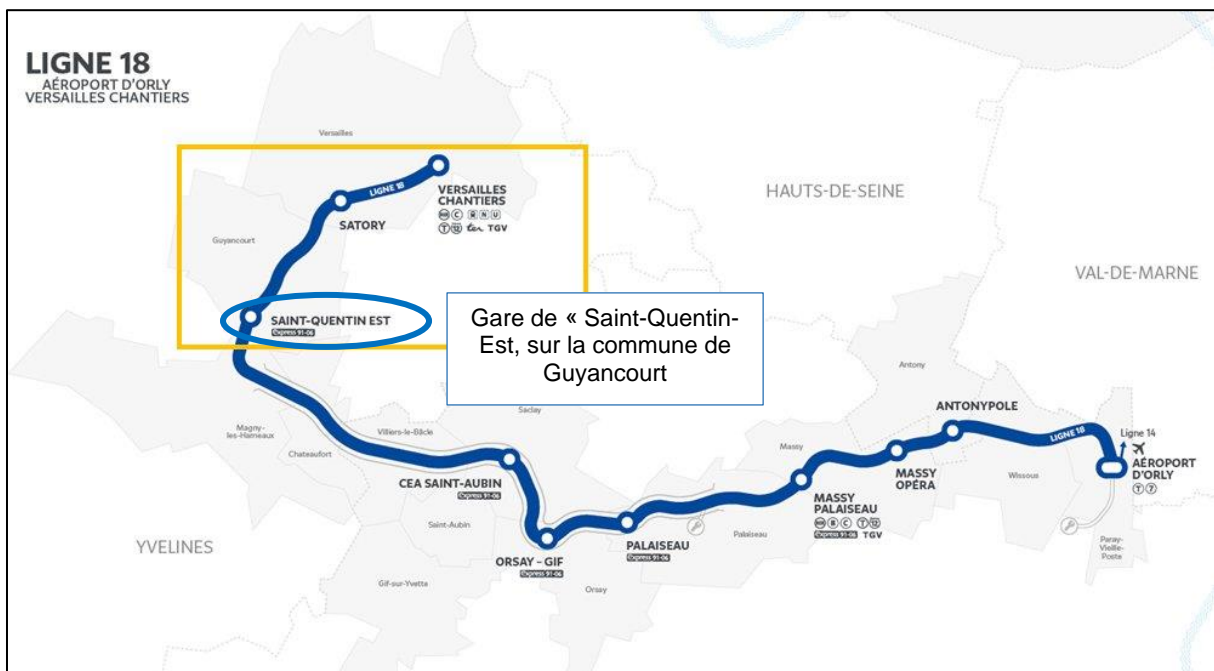 LIGNE 18
AÉROPORT D'ORLY
VERSAILLES CHANTIERS
Versailles
HAUTS-DE-SEINE
VAL-DE-MARNE
LIGNE 18
VERSAILLES
CHANTIERS
C N U
T 12 ter TGV
SATORY
Guyancourt
SAINT-QUENTIN EST
Express 91-06
Gare de « Saint-Quentin-
Est, sur la commune de
Guyancourt
Antony
ANTONYPOLE
LIGNE 18
Ligne 14
AÉROPORT
D'ORLY
T 7
Magny-
les-Hameaux
Chateaufort
Villiers-le-Bâcle
Saclay
Massy
MASSY
OPÉRA
Wissous
CEA SAINT-AUBIN
Express 91-06
MASSY
PALAISEAU
B C T 12
Express 91-06 TGV
Saint-Aubin
YVELINES
ORSAY - GIF
Express 91-06
PALAISEAU
Express 91-06
Palaiseau
Paray-
Vieille-
Poste
Gif-sur-Yvette
Orsay